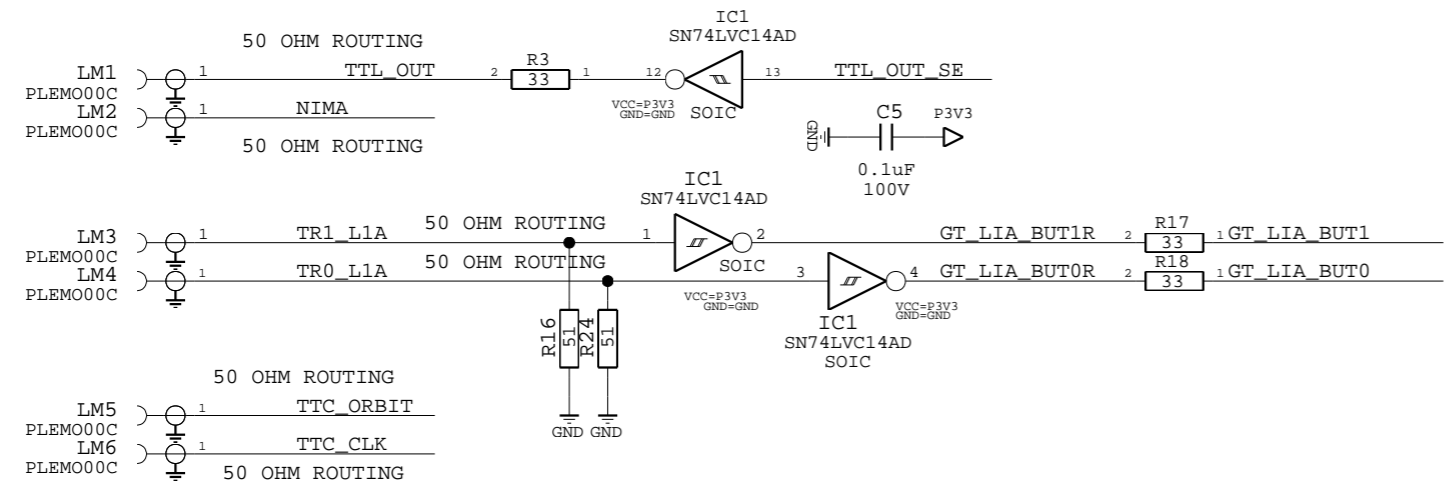 IC1
SN74LVC14AD
50 OHM ROUTING
LM1 1 TTL_OUT 2 R3 33 1 12 13 TTL_OUT_SE
PLEMO00C
VCC=P3V3
GND=GND
SOIC
LM2 1 NIMA
PLEMO00C
50 OHM ROUTING
GND C5 P3V3
0.1uF
100V
IC1
SN74LVC14AD
50 OHM ROUTING
LM3 1 TR1_L1A 1 2 GT_LIA_BUT1R 2 R17 33 1 GT_LIA_BUT1
PLEMO00C
SOIC
50 OHM ROUTING
LM4 1 TR0_L1A 3 4 GT_LIA_BUT0R 2 R18 33 1 GT_LIA_BUT0
PLEMO00C
VCC=P3V3
GND=GND
VCC=P3V3
GND=GND
IC1
SN74LVC14AD
SOIC
R16 51 R24 51
GND GND
50 OHM ROUTING
LM5 1 TTC_ORBIT
PLEMO00C
LM6 1 TTC_CLK
PLEMO00C
50 OHM ROUTING